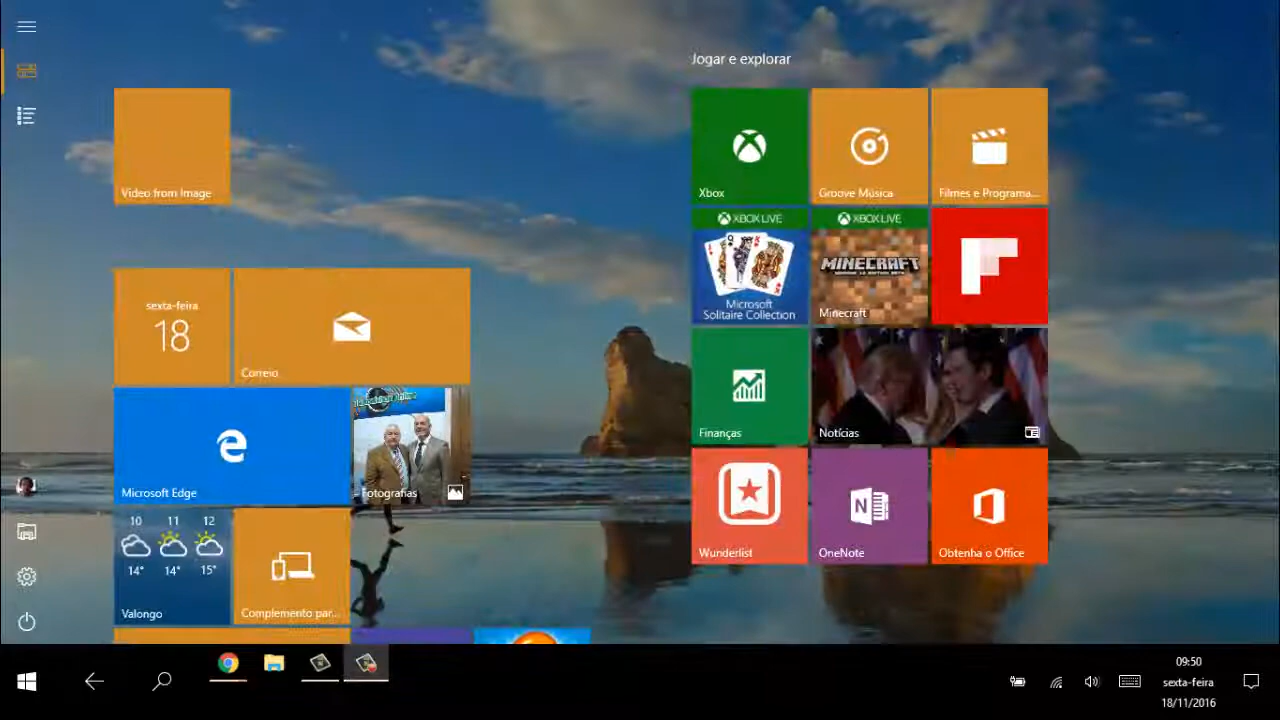 Jogar e explorar
Video from Image
Xbox
Groove Música
Filmes e Programa...
XBOX LIVE
XBOX LIVE
Microsoft
Solitaire Collection
MINECRAFT
Minecraft
sexta-feira
18
Correio
Finanças
Notícias
Microsoft Edge
Fotografias
Wunderlist
OneNote
Obtenha o Office
10 11 12
14° 14° 15°
Valongo
Complemento par...
09:50
sexta-feira
18/11/2016